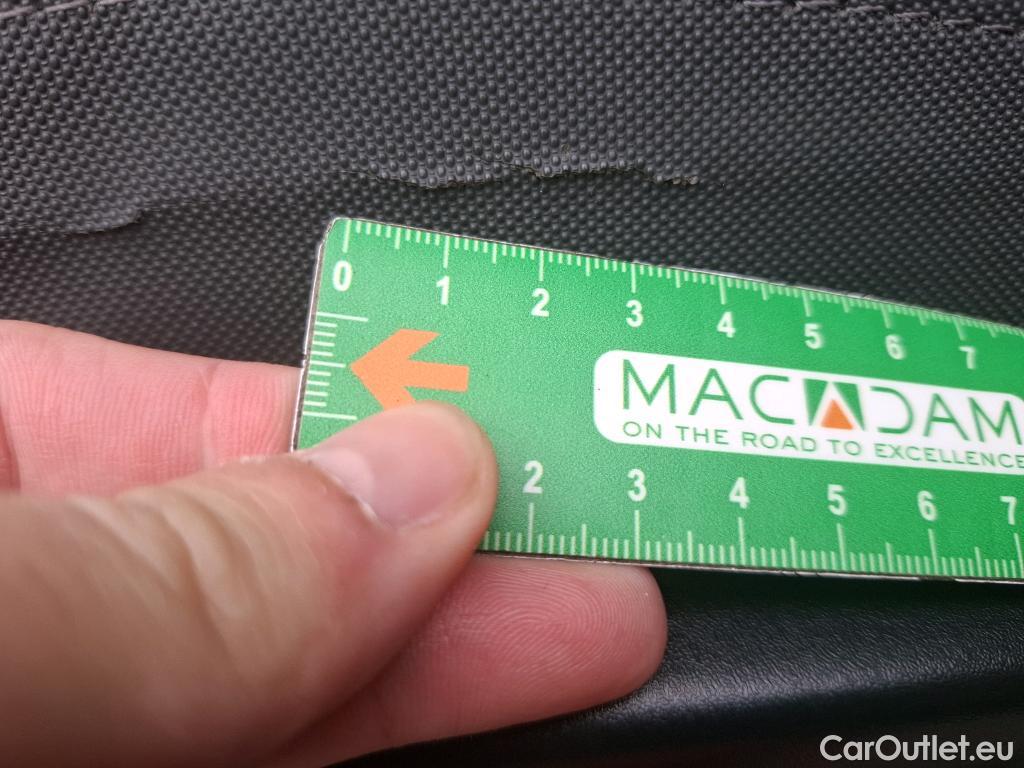 0 1 2 3 4 5 6 7
MACADAM
ON THE ROAD TO EXCELLENCE
2 3 4 5 6 7
CarOutlet.eu